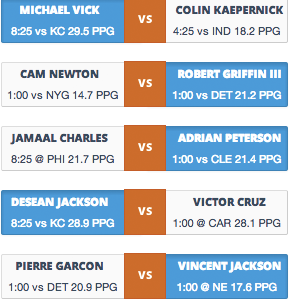 MICHAEL VICK VS COLIN KAEPERNICK
8:25 vs KC 29.5 PPG 4:25 vs IND 18.2 PPG
CAM NEWTON VS ROBERT GRIFFIN III
1:00 vs NYG 14.7 PPG 1:00 vs DET 21.2 PPG
JAMAAL CHARLES VS ADRIAN PETERSON
8:25 @ PHI 21.7 PPG 1:00 vs CLE 21.4 PPG
DESEAN JACKSON VS VICTOR CRUZ
8:25 vs KC 28.9 PPG 1:00 @ CAR 28.1 PPG
PIERRE GARCON VS VINCENT JACKSON
1:00 vs DET 20.9 PPG 1:00 @ NE 17.6 PPG